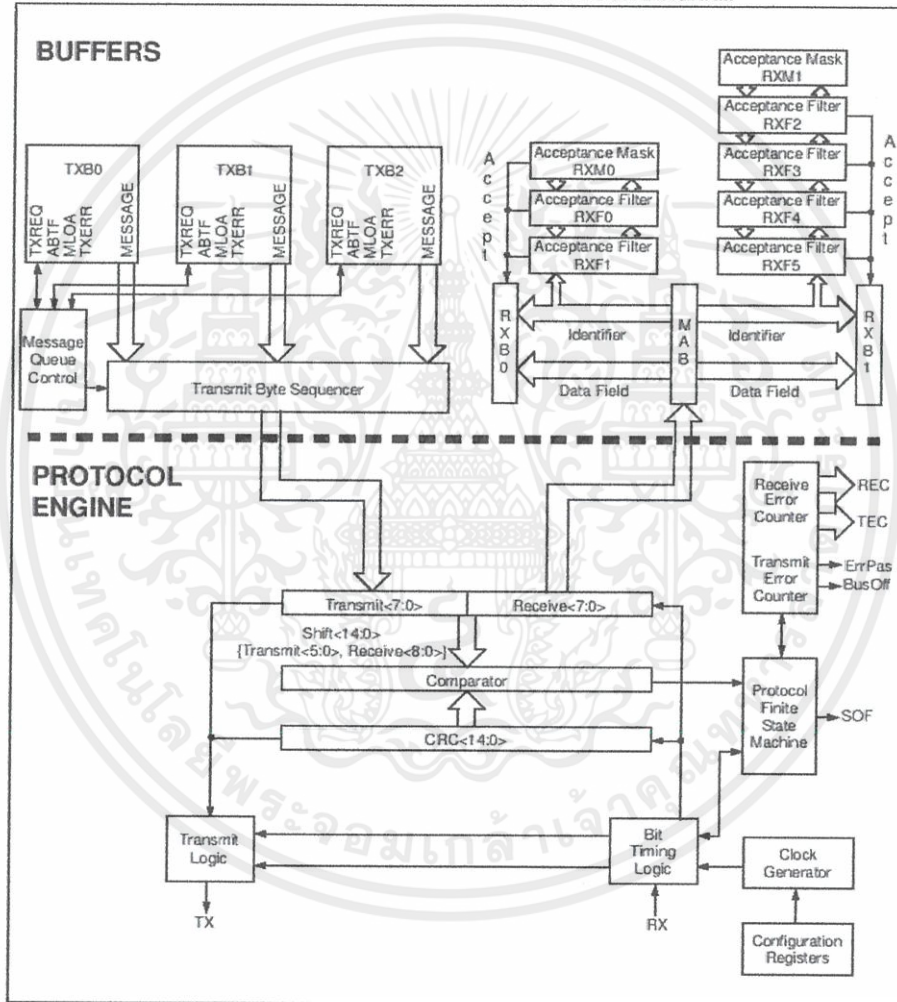 BUFFERS
TXB0
TXREQ
ABTF
MLOA
TXERR
MESSAGE
TXB1
TXREQ
ABTF
MLOA
TXERR
MESSAGE
TXB2
TXREQ
ABTF
MLOA
TXERR
MESSAGE
Message
Queue
Control
Transmit Byte Sequencer
Accept
Acceptance Mask
RXM0
Acceptance Filter
RXF0
Acceptance Filter
RXF1
Acceptance Mask
RXM1
Acceptance Filter
RXF2
Acceptance Filter
RXF3
Acceptance Filter
RXF4
Acceptance Filter
RXF5
Accept
RXB0
Identifier
Data Field
MAB
Identifier
Data Field
RXB1
PROTOCOL
ENGINE
Receive
Error
Counter
Transmit
Error
Counter
REC
TEC
ErrPas
BusOff
Transmit<7:0>
Receive<7:0>
Shift<14:0>
{Transmit<5:0>, Receive<8:0>}
Comparator
CRC<14:0>
Protocol
Finite
State
Machine
SOF
Transmit
Logic
TX
Bit
Timing
Logic
RX
Clock
Generator
Configuration
Registers